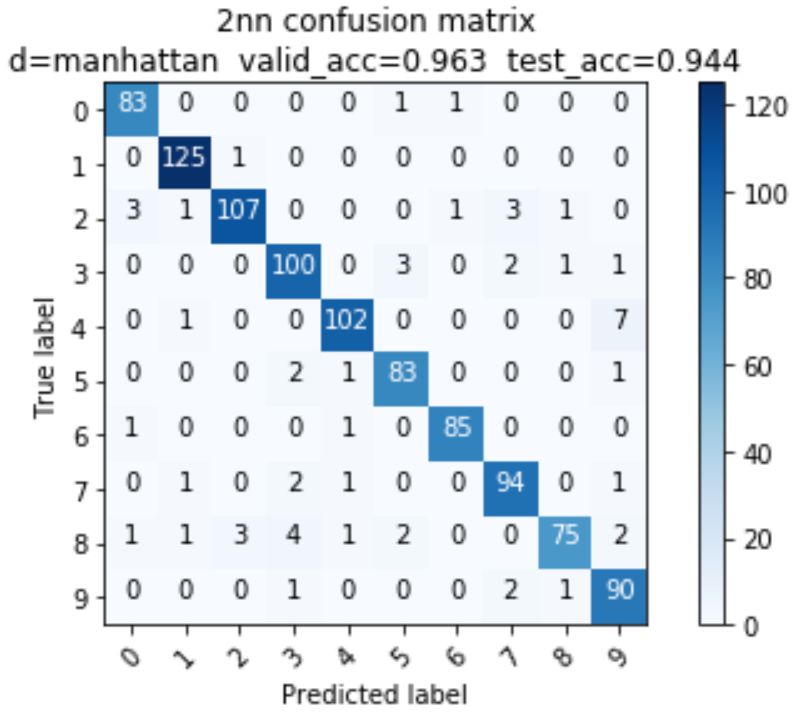 2nn confusion matrix
d=manhattan valid_acc=0.963 test_acc=0.944
0 83 0 0 0 0 1 1 0 0 0
1 0 125 1 0 0 0 0 0 0 0
2 3 1 107 0 0 0 1 3 1 0
3 0 0 0 100 0 3 0 2 1 1
4 0 1 0 0 102 0 0 0 0 7
5 0 0 0 2 1 83 0 0 0 1
6 1 0 0 0 1 0 85 0 0 0
7 0 1 0 2 1 0 0 94 0 1
8 1 1 3 4 1 2 0 0 75 2
9 0 0 0 1 0 0 0 2 1 90
0 1 2 3 4 5 6 7 8 9
True label
Predicted label
120
100
80
60
40
20
0